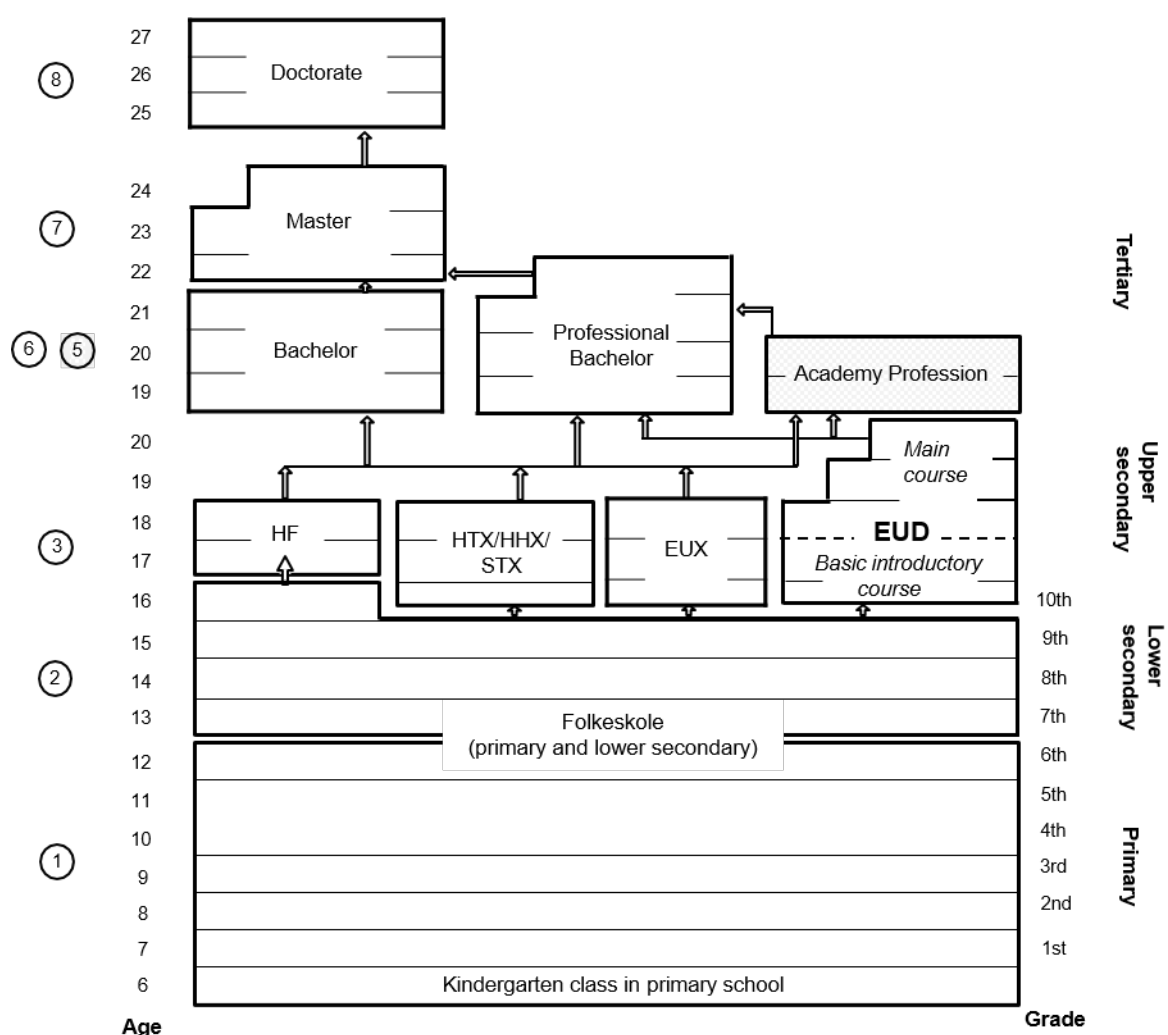 27
8
26
Doctorate
25
24
7
23
Master
22
21
6
5
20
Bachelor
Professional
Bachelor
Academy Profession
19
Tertiary
20
Main
course
19
18
HF
HTX/HHX/
STX
EUX
EUD
3
17
Basic introductory
course
Upper
secondary
16
10th
15
9th
2
14
8th
13
7th
Lower
secondary
Folkeskole
(primary and lower secondary)
12
6th
11
5th
10
4th
1
9
3rd
8
2nd
7
1st
Primary
6
Kindergarten class in primary school
Age
Grade